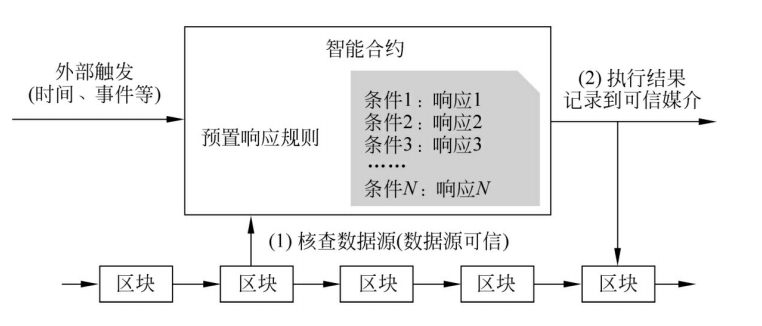 智能合约
外部触发
(时间、事件等)
预置响应规则
条件1：响应1
条件2：响应2
条件3：响应3
……
条件N：响应N
(2) 执行结果
记录到可信媒介
(1) 核查数据源(数据源可信)
区块
区块
区块
区块
区块